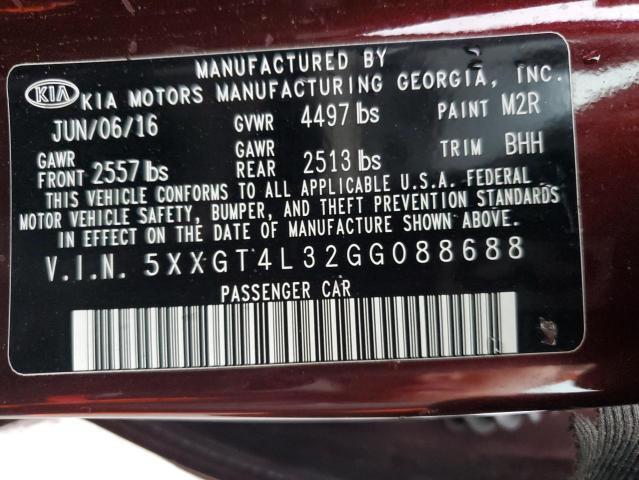 MANUFACTURED BY
KIA KIA MOTORS MANUFACTURING GEORGIA, INC.
JUN/06/16 GVWR 4497 lbs PAINT M2R
GAWR FRONT 2557 lbs GAWR REAR 2513 lbs TRIM BHH
THIS VEHICLE CONFORMS TO ALL APPLICABLE U.S.A. FEDERAL
MOTOR VEHICLE SAFETY, BUMPER, AND THEFT PREVENTION STANDARDS
IN EFFECT ON THE DATE OF MANUFACTURE SHOWN ABOVE.
V.I.N. 5XXGT4L32GG088688
PASSENGER CAR